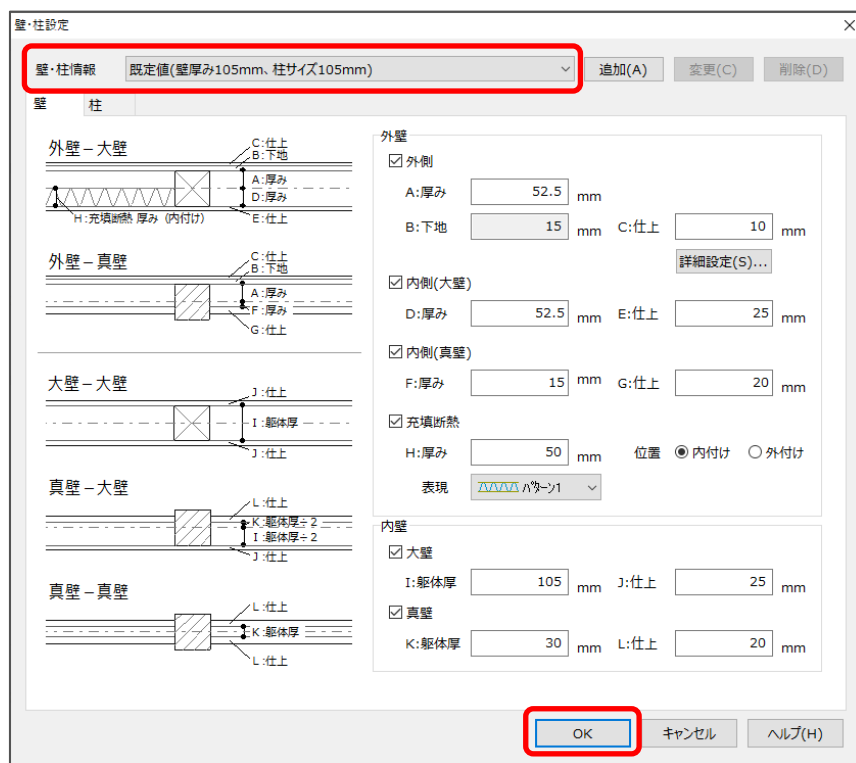 壁・柱設定
壁・柱情報 既定値(壁厚み105mm、柱サイズ105mm) 追加(A) 変更(C) 削除(D)
壁 柱
外壁－大壁
C:仕上
B:下地
A:厚み
D:厚み
H:充填断熱 厚み (内付け)
E:仕上
外壁－真壁
C:仕上
B:下地
A:厚み
F:厚み
G:仕上
大壁－大壁
J:仕上
I:躯体厚
J:仕上
真壁－大壁
L:仕上
K:躯体厚÷2
I:躯体厚÷2
J:仕上
真壁－真壁
L:仕上
K:躯体厚
L:仕上
外壁
外側
A:厚み 52.5 mm
B:下地 15 mm C:仕上 10 mm
詳細設定(S)...
内側(大壁)
D:厚み 52.5 mm E:仕上 25 mm
内側(真壁)
F:厚み 15 mm G:仕上 20 mm
充填断熱
H:厚み 50 mm 位置 内付け 外付け
表現 パターン1
内壁
大壁
I:躯体厚 105 mm J:仕上 25 mm
真壁
K:躯体厚 30 mm L:仕上 20 mm
OK キャンセル ヘルプ(H)